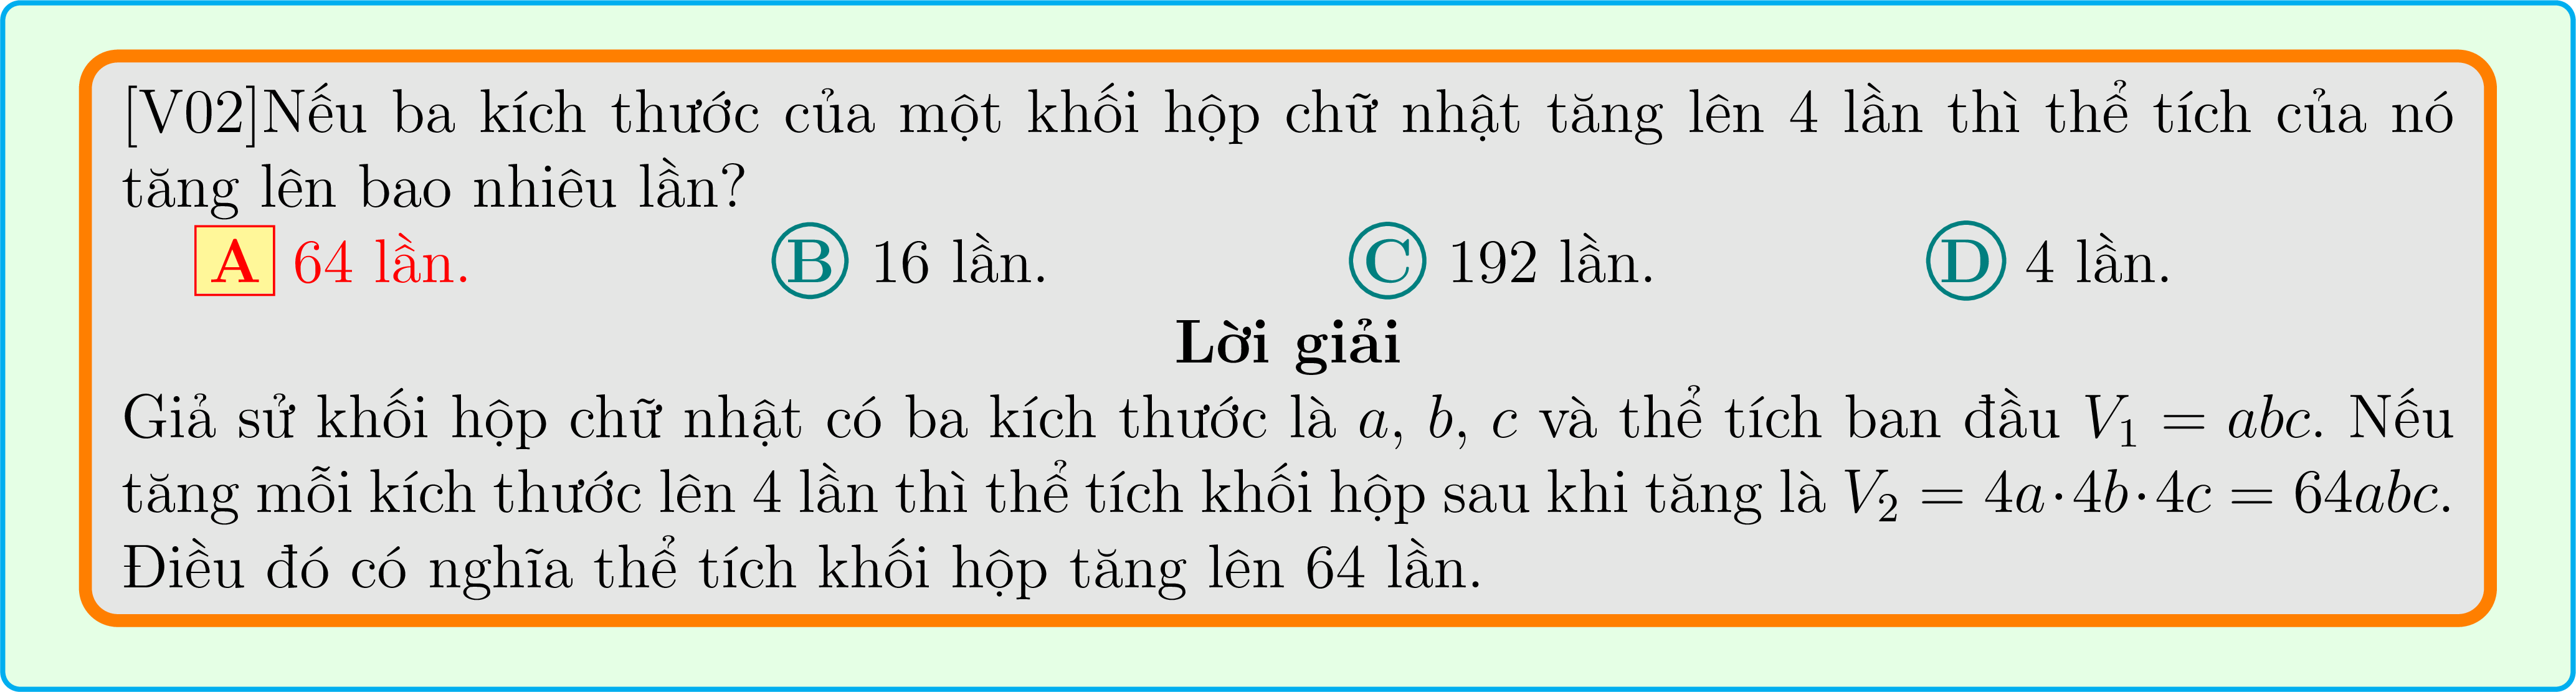 [V02]Nếu ba kích thước của một khối hộp chữ nhật tăng lên 4 lần thì thể tích của nó
tăng lên bao nhiêu lần?
A 64 lần. B 16 lần. C 192 lần. D 4 lần.
Lời giải
Giả sử khối hộp chữ nhật có ba kích thước là a, b, c và thể tích ban đầu V₁ = abc. Nếu
tăng mỗi kích thước lên 4 lần thì thể tích khối hộp sau khi tăng là V₂ = 4a·4b·4c = 64abc.
Điều đó có nghĩa thể tích khối hộp tăng lên 64 lần.